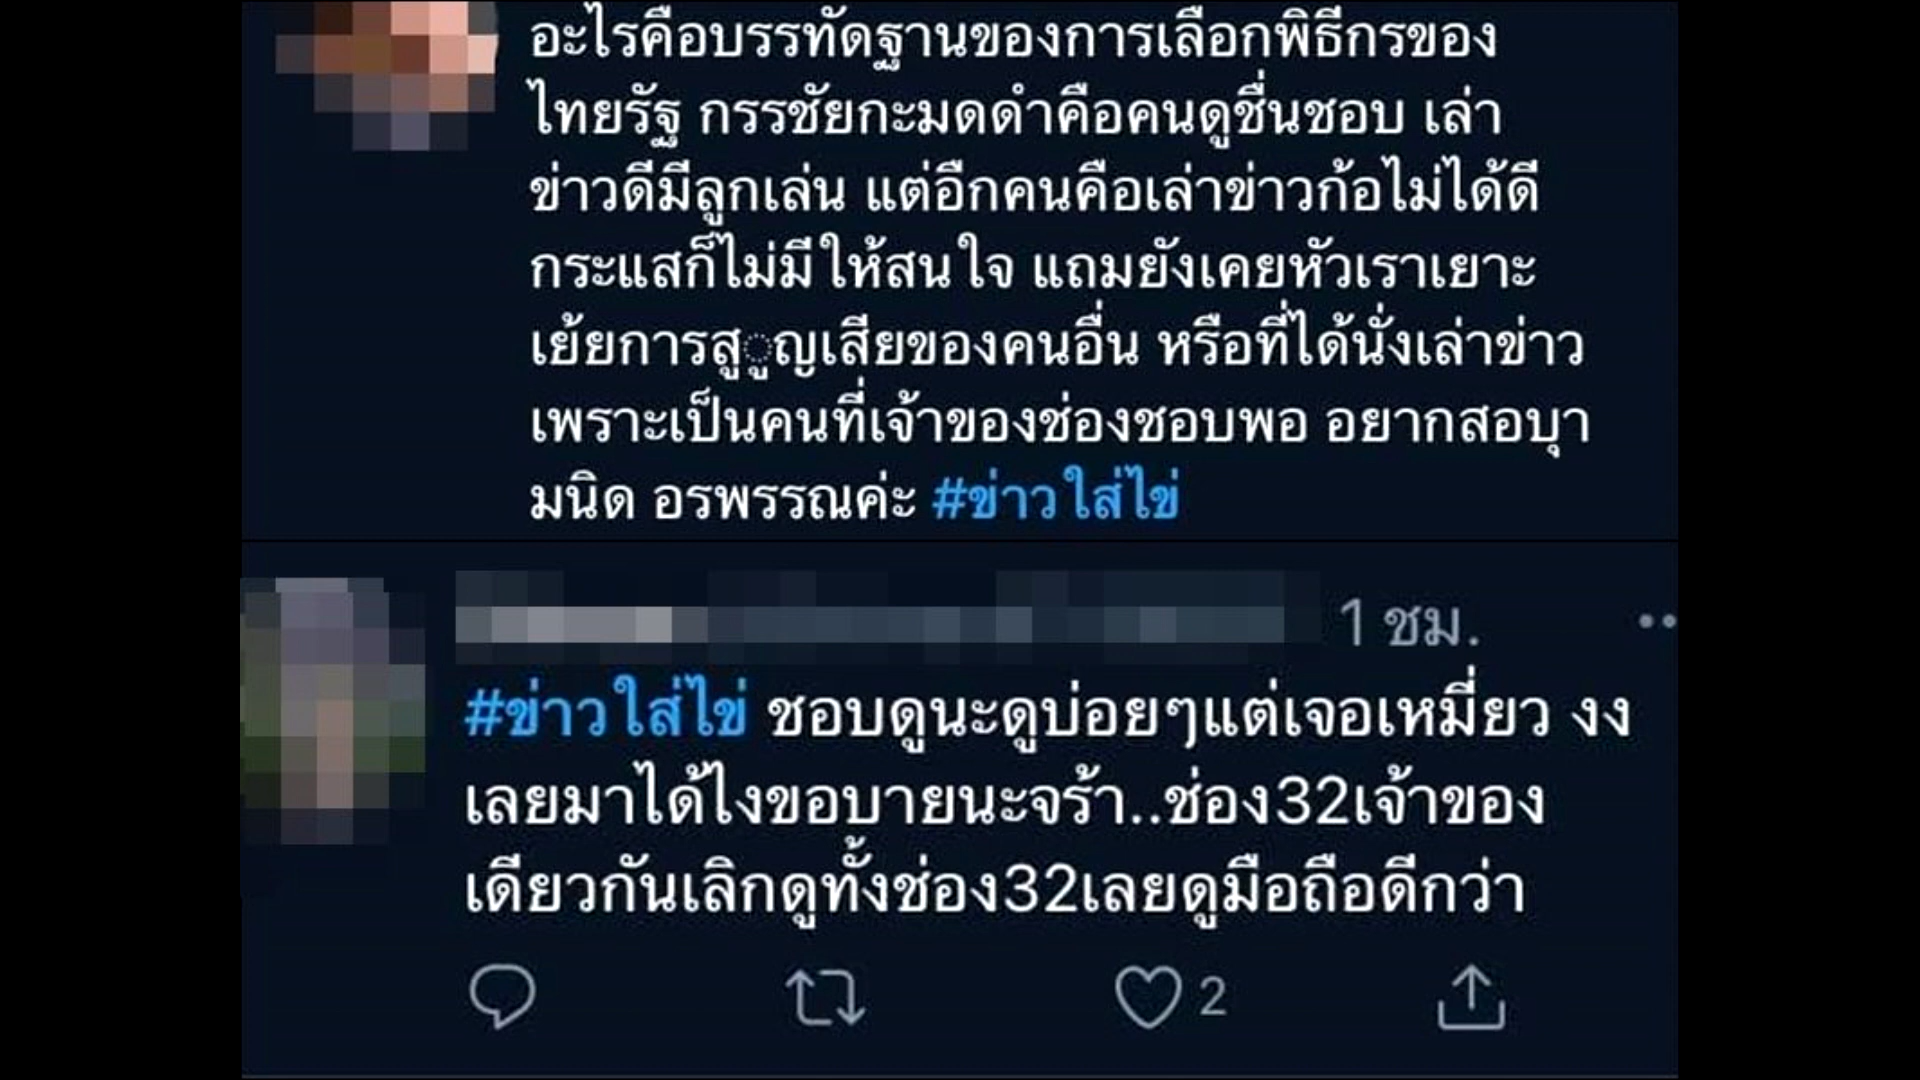 อะไรคือบรรทัดฐานของการเลือกพิธีกรของ
ไทยรัฐ กรรชัยกะมดดำคือคนดูชื่นชอบ เล่า
ข่าวดีมีลูกเล่น แต่อีกคนคือเล่าข่าวก้อไม่ได้ดี
กระแสก็ไม่มีให้สนใจ แถมยังเคยหัวเราเยาะ
เย้ยการสููญเสียของคนอื่น หรือที่ได้นั่งเล่าข่าว
เพราะเป็นคนที่เจ้าของช่องชอบพอ อยากสอบุา
มนิด อรพรรณค่ะ #ข่าวใส่ไข่
1 ชม.
#ข่าวใส่ไข่ ชอบดูนะดูบ่อยๆแต่เจอเหมี่ยว งง
เลยมาได้ไงขอบายนะจร้า..ช่อง32เจ้าของ
เดียวกันเลิกดูทั้งช่อง32เลยดูมือถือดีกว่า
2